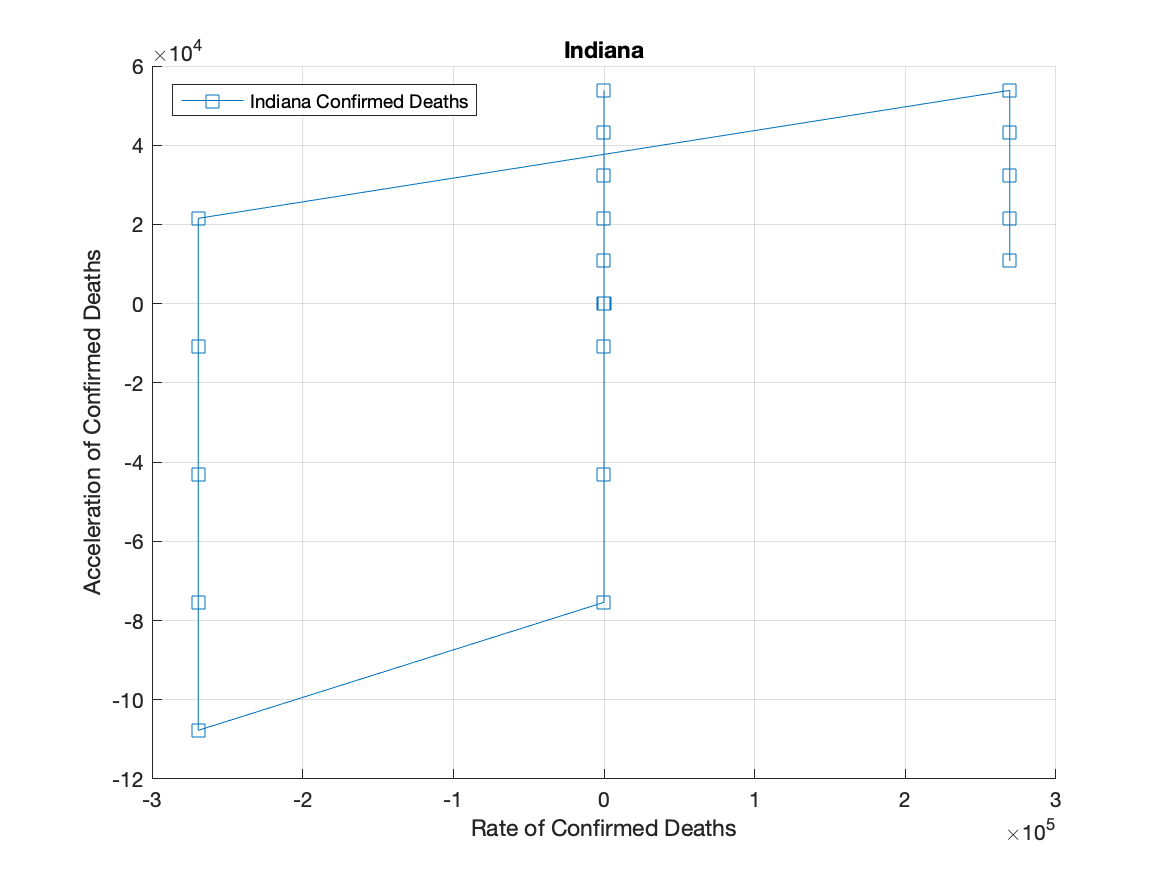 Indiana
×10^4
Indiana Confirmed Deaths
6
4
2
0
-2
-4
-6
-8
-10
-12
Acceleration of Confirmed Deaths
-3 -2 -1 0 1 2 3
Rate of Confirmed Deaths
×10^5